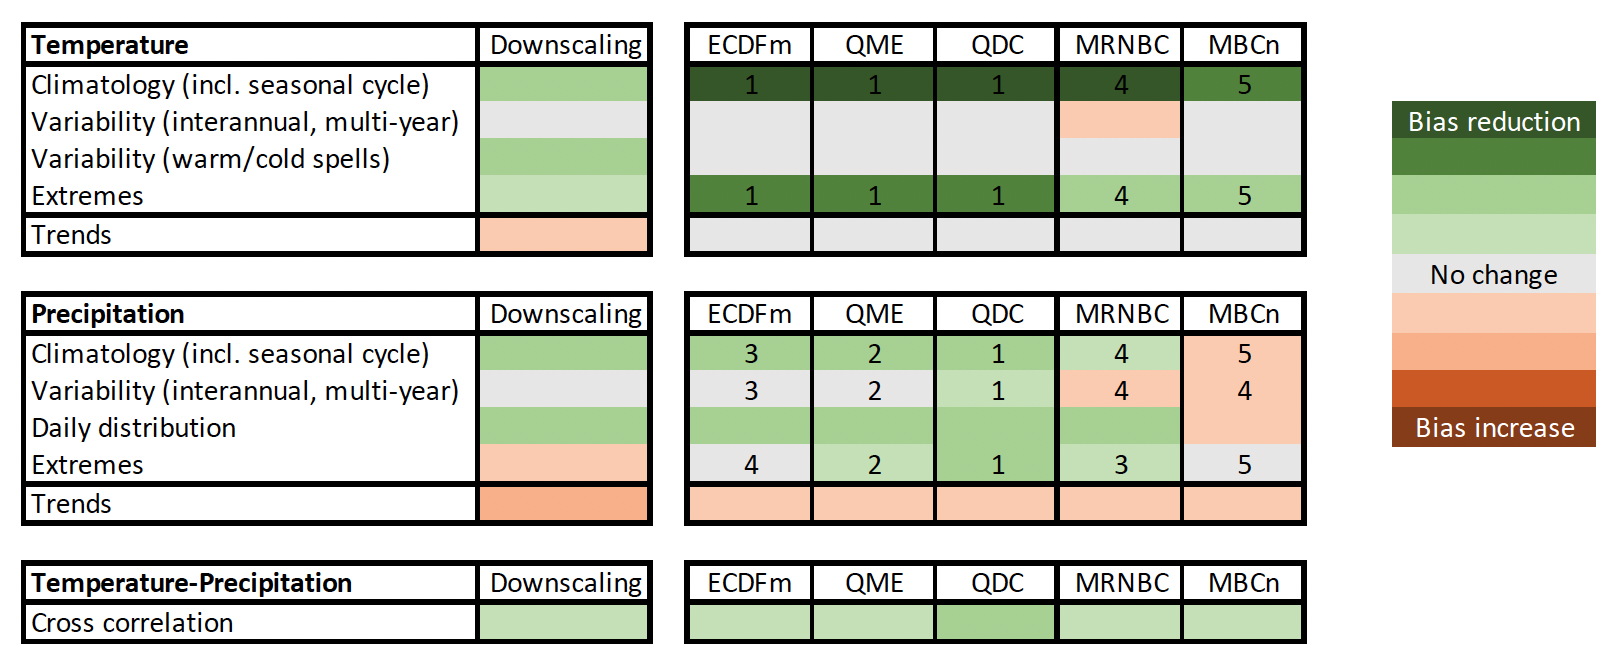 Temperature Downscaling ECDFm QME QDC MRNBC MBCn
Climatology (incl. seasonal cycle) 1 1 1 4 5
Variability (interannual, multi-year)
Variability (warm/cold spells)
Extremes 1 1 1 4 5
Trends
Precipitation Downscaling ECDFm QME QDC MRNBC MBCn
Climatology (incl. seasonal cycle) 3 2 1 4 5
Variability (interannual, multi-year) 3 2 1 4 4
Daily distribution
Extremes 4 2 1 3 5
Trends
Temperature-Precipitation Downscaling ECDFm QME QDC MRNBC MBCn
Cross correlation
Bias reduction
No change
Bias increase